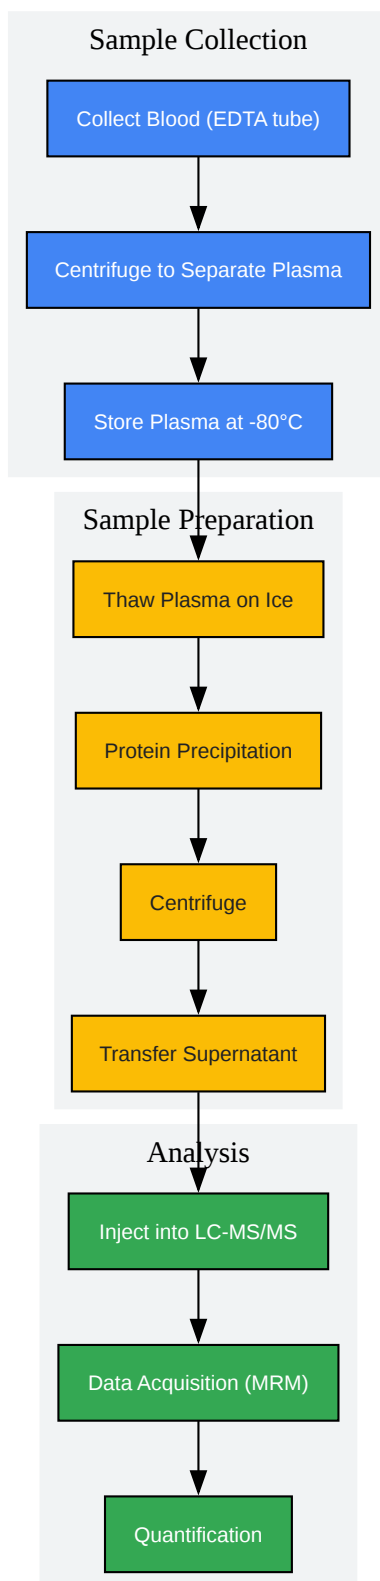 Sample Collection
Collect Blood (EDTA tube)
Centrifuge to Separate Plasma
Store Plasma at -80°C
Sample Preparation
Thaw Plasma on Ice
Protein Precipitation
Centrifuge
Transfer Supernatant
Analysis
Inject into LC-MS/MS
Data Acquisition (MRM)
Quantification